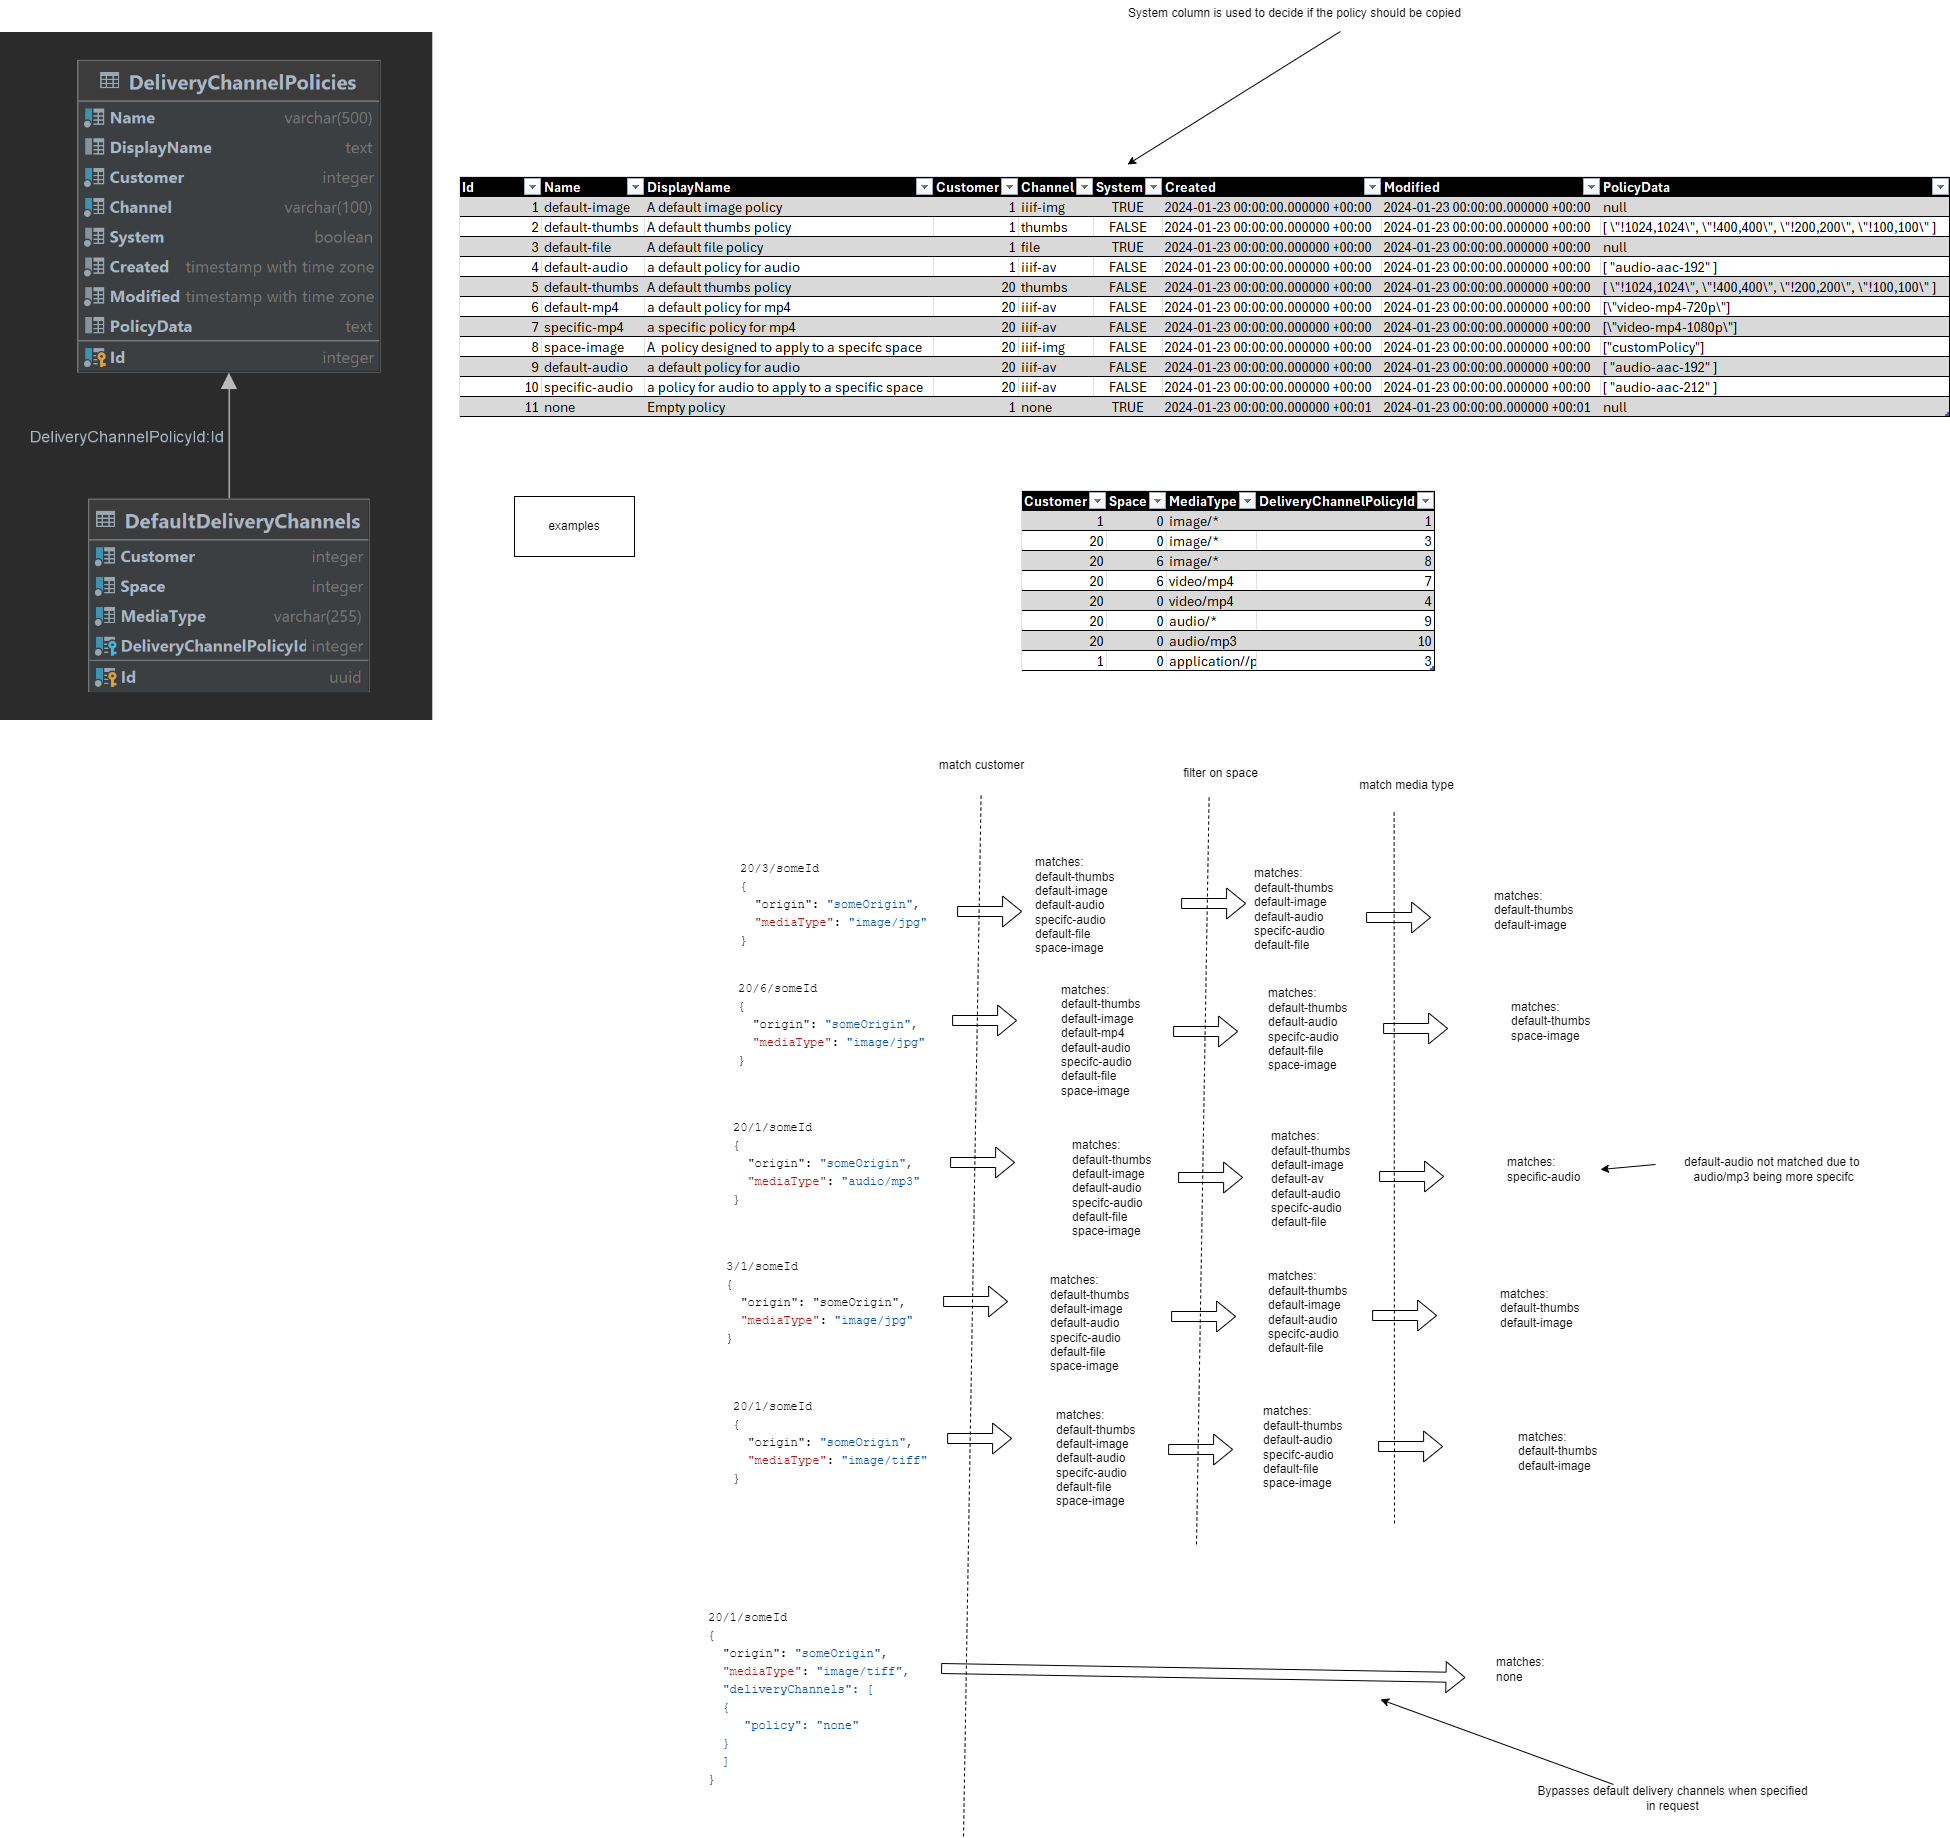 System column is used to decide if the policy should be copied
DeliveryChannelPolicies
Name varchar(500)
DisplayName text
Customer integer
Channel varchar(100)
System boolean
Created timestamp with time zone
Modified timestamp with time zone
PolicyData text
Id integer
DeliveryChannelPolicyId:Id
DefaultDeliveryChannels
Customer integer
Space integer
MediaType varchar(255)
DeliveryChannelPolicyId integer
Id uuid
Id Name DisplayName Customer Channel System Created Modified PolicyData
1 default-image A default image policy 1 iiif-img TRUE 2024-01-23 00:00:00.000000 +00:00 2024-01-23 00:00:00.000000 +00:00 null
2 default-thumbs A default thumbs policy 1 thumbs FALSE 2024-01-23 00:00:00.000000 +00:00 2024-01-23 00:00:00.000000 +00:00 [ \"!1024,1024\", \"!400,400\", \"!200,200\", \"!100,100\" ]
3 default-file A default file policy 1 file TRUE 2024-01-23 00:00:00.000000 +00:00 2024-01-23 00:00:00.000000 +00:00 null
4 default-audio a default policy for audio 1 iiif-av FALSE 2024-01-23 00:00:00.000000 +00:00 2024-01-23 00:00:00.000000 +00:00 [ "audio-aac-192" ]
5 default-thumbs A default thumbs policy 20 thumbs FALSE 2024-01-23 00:00:00.000000 +00:00 2024-01-23 00:00:00.000000 +00:00 [ \"!1024,1024\", \"!400,400\", \"!200,200\", \"!100,100\" ]
6 default-mp4 a default policy for mp4 20 iiif-av FALSE 2024-01-23 00:00:00.000000 +00:00 2024-01-23 00:00:00.000000 +00:00 [\"video-mp4-720p\"]
7 specific-mp4 a specific policy for mp4 20 iiif-av FALSE 2024-01-23 00:00:00.000000 +00:00 2024-01-23 00:00:00.000000 +00:00 [\"video-mp4-1080p\"]
8 space-image A policy designed to apply to a specifc space 20 iiif-img FALSE 2024-01-23 00:00:00.000000 +00:00 2024-01-23 00:00:00.000000 +00:00 ["customPolicy"]
9 default-audio a default policy for audio 20 iiif-av FALSE 2024-01-23 00:00:00.000000 +00:00 2024-01-23 00:00:00.000000 +00:00 [ "audio-aac-192" ]
10 specific-audio a policy for audio to apply to a specific space 20 iiif-av FALSE 2024-01-23 00:00:00.000000 +00:00 2024-01-23 00:00:00.000000 +00:00 [ "audio-aac-212" ]
11 none Empty policy 1 none TRUE 2024-01-23 00:00:00.000000 +00:01 2024-01-23 00:00:00.000000 +00:01 null
examples
Customer Space MediaType DeliveryChannelPolicyId
1 0 image/* 1
20 0 image/* 3
20 6 image/* 8
20 6 video/mp4 7
20 0 video/mp4 4
20 0 audio/* 9
20 0 audio/mp3 10
1 0 application//p 3
match customer
filter on space
match media type
20/3/someId
{
"origin": "someOrigin",
"mediaType": "image/jpg"
}
matches:
default-thumbs
default-image
default-audio
specifc-audio
default-file
space-image
matches:
default-thumbs
default-image
default-audio
specifc-audio
default-file
matches:
default-thumbs
default-image
20/6/someId
{
"origin": "someOrigin",
"mediaType": "image/jpg"
}
matches:
default-thumbs
default-image
default-mp4
default-audio
specifc-audio
default-file
space-image
matches:
default-thumbs
default-audio
specifc-audio
default-file
space-image
matches:
default-thumbs
space-image
20/1/someId
{
"origin": "someOrigin",
"mediaType": "audio/mp3"
}
matches:
default-thumbs
default-image
default-audio
specifc-audio
default-file
space-image
matches:
default-thumbs
default-image
default-av
default-audio
specifc-audio
default-file
matches:
specific-audio
default-audio not matched due to
audio/mp3 being more specifc
3/1/someId
{
"origin": "someOrigin",
"mediaType": "image/jpg"
}
matches:
default-thumbs
default-image
default-audio
specifc-audio
default-file
space-image
matches:
default-thumbs
default-image
default-audio
specifc-audio
default-file
matches:
default-thumbs
default-image
20/1/someId
{
"origin": "someOrigin",
"mediaType": "image/tiff"
}
matches:
default-thumbs
default-image
default-audio
specifc-audio
default-file
space-image
matches:
default-thumbs
default-audio
specifc-audio
default-file
space-image
matches:
default-thumbs
default-image
20/1/someId
{
"origin": "someOrigin",
"mediaType": "image/tiff",
"deliveryChannels": [
{
"policy": "none"
}
]
}
matches:
none
Bypasses default delivery channels when specified
in request